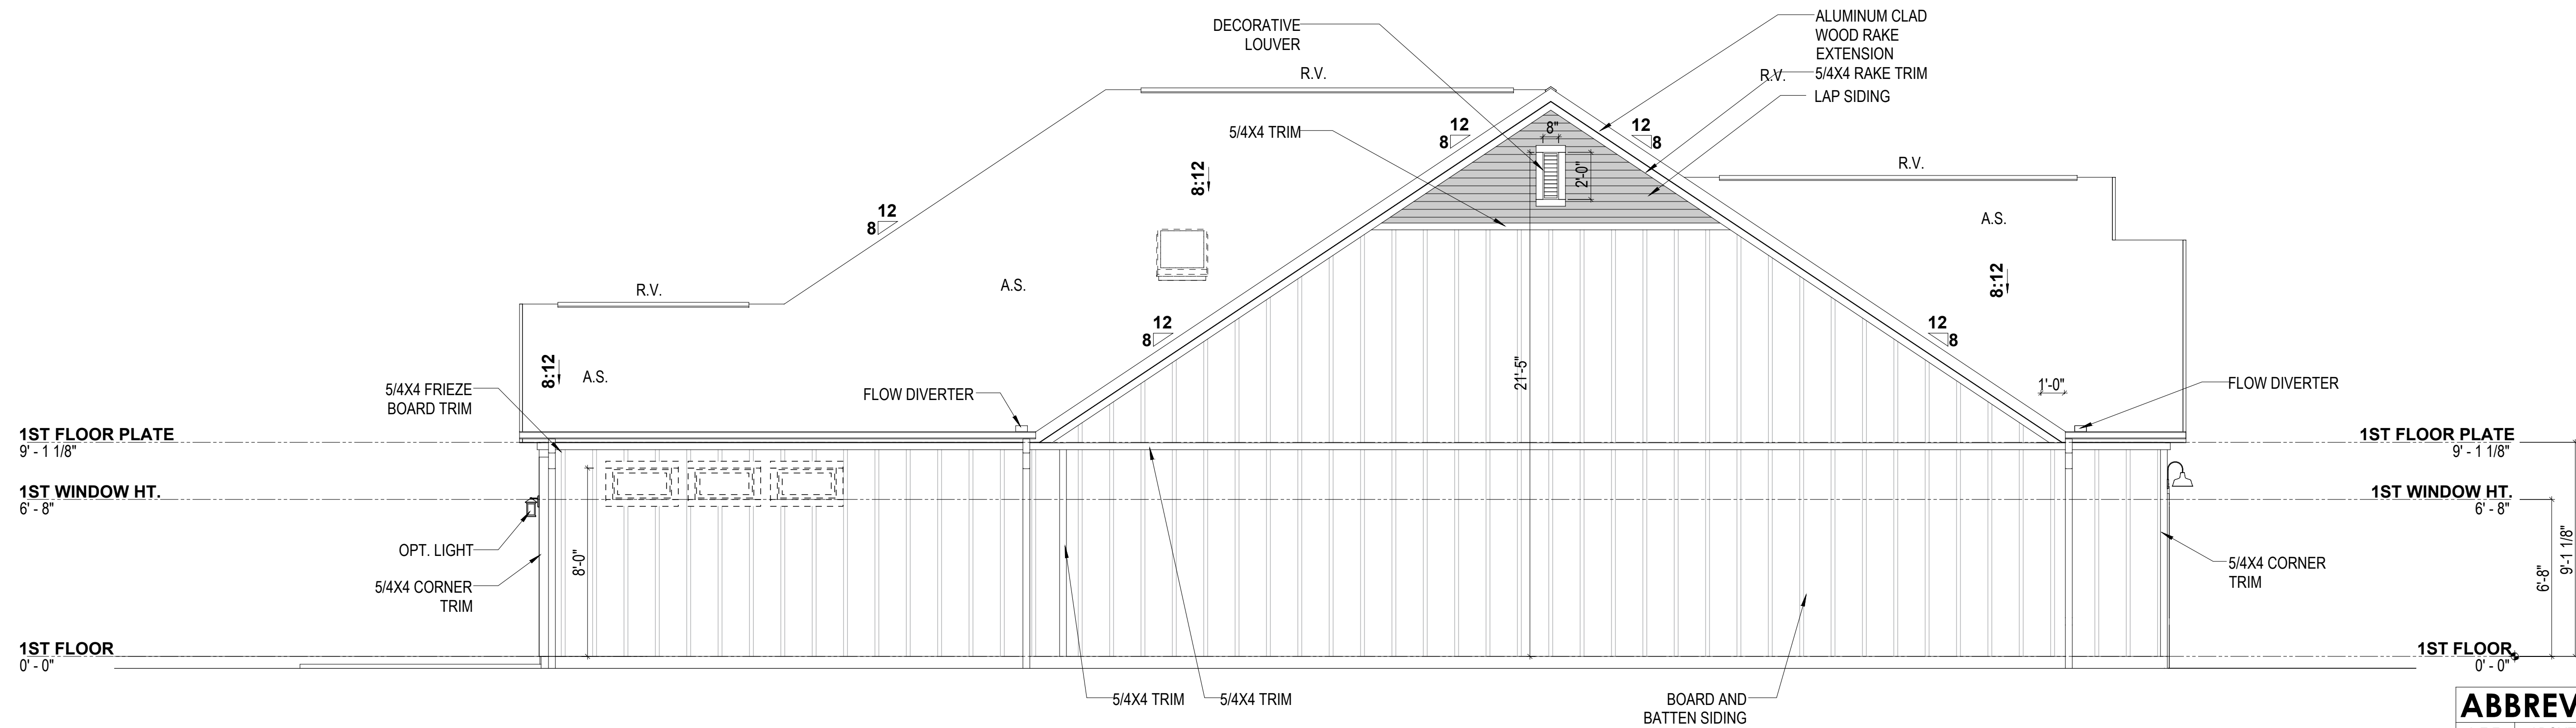 DECORATIVE
LOUVER
ALUMINUM CLAD
WOOD RAKE
EXTENSION
R.V.
R.V.
5/4X4 RAKE TRIM
LAP SIDING
5/4X4 TRIM
12
8
8"
12
8
2'-0"
R.V.
8:12
12
8
A.S.
R.V.
A.S.
8:12
12
8
12
8
21'-5"
8:12
A.S.
5/4X4 FRIEZE
BOARD TRIM
FLOW DIVERTER
1'-0"
FLOW DIVERTER
1ST FLOOR PLATE
9' - 1 1/8"
1ST FLOOR PLATE
9' - 1 1/8"
1ST WINDOW HT.
6' - 8"
1ST WINDOW HT.
6' - 8"
OPT. LIGHT
8'-0"
5/4X4 CORNER
TRIM
5/4X4 CORNER
TRIM
6'-8"
9'-1 1/8"
1ST FLOOR
0' - 0"
1ST FLOOR
0' - 0"
5/4X4 TRIM
5/4X4 TRIM
BOARD AND
BATTEN SIDING
ABBREV